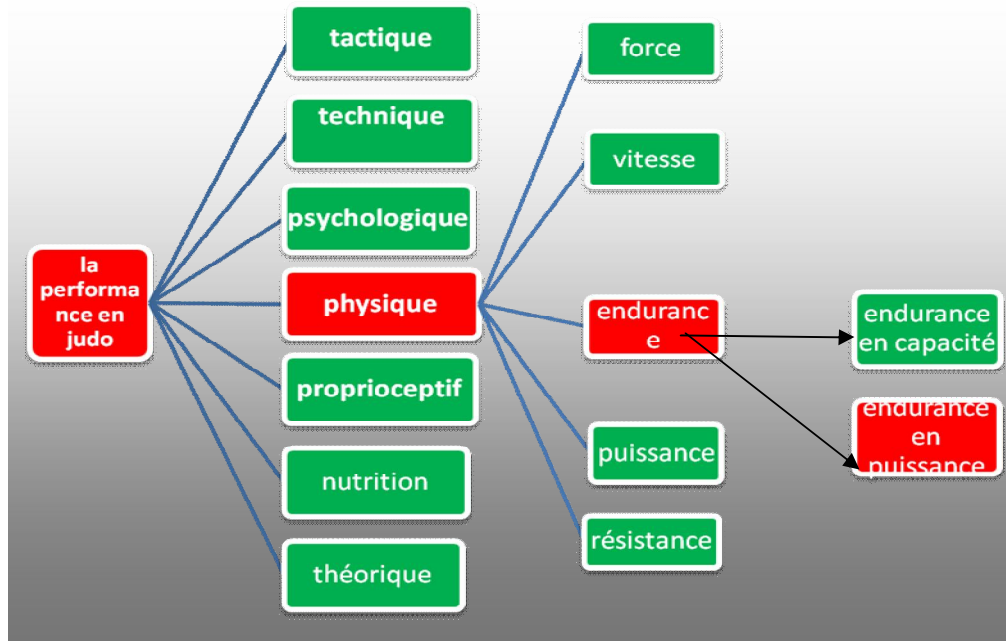 tactique
technique
psychologique
la
performa
nce en
judo
physique
proprioceptif
nutrition
théorique
force
vitesse
enduranc
e
puissance
résistance
endurance
en capacité
endurance
en
puissance